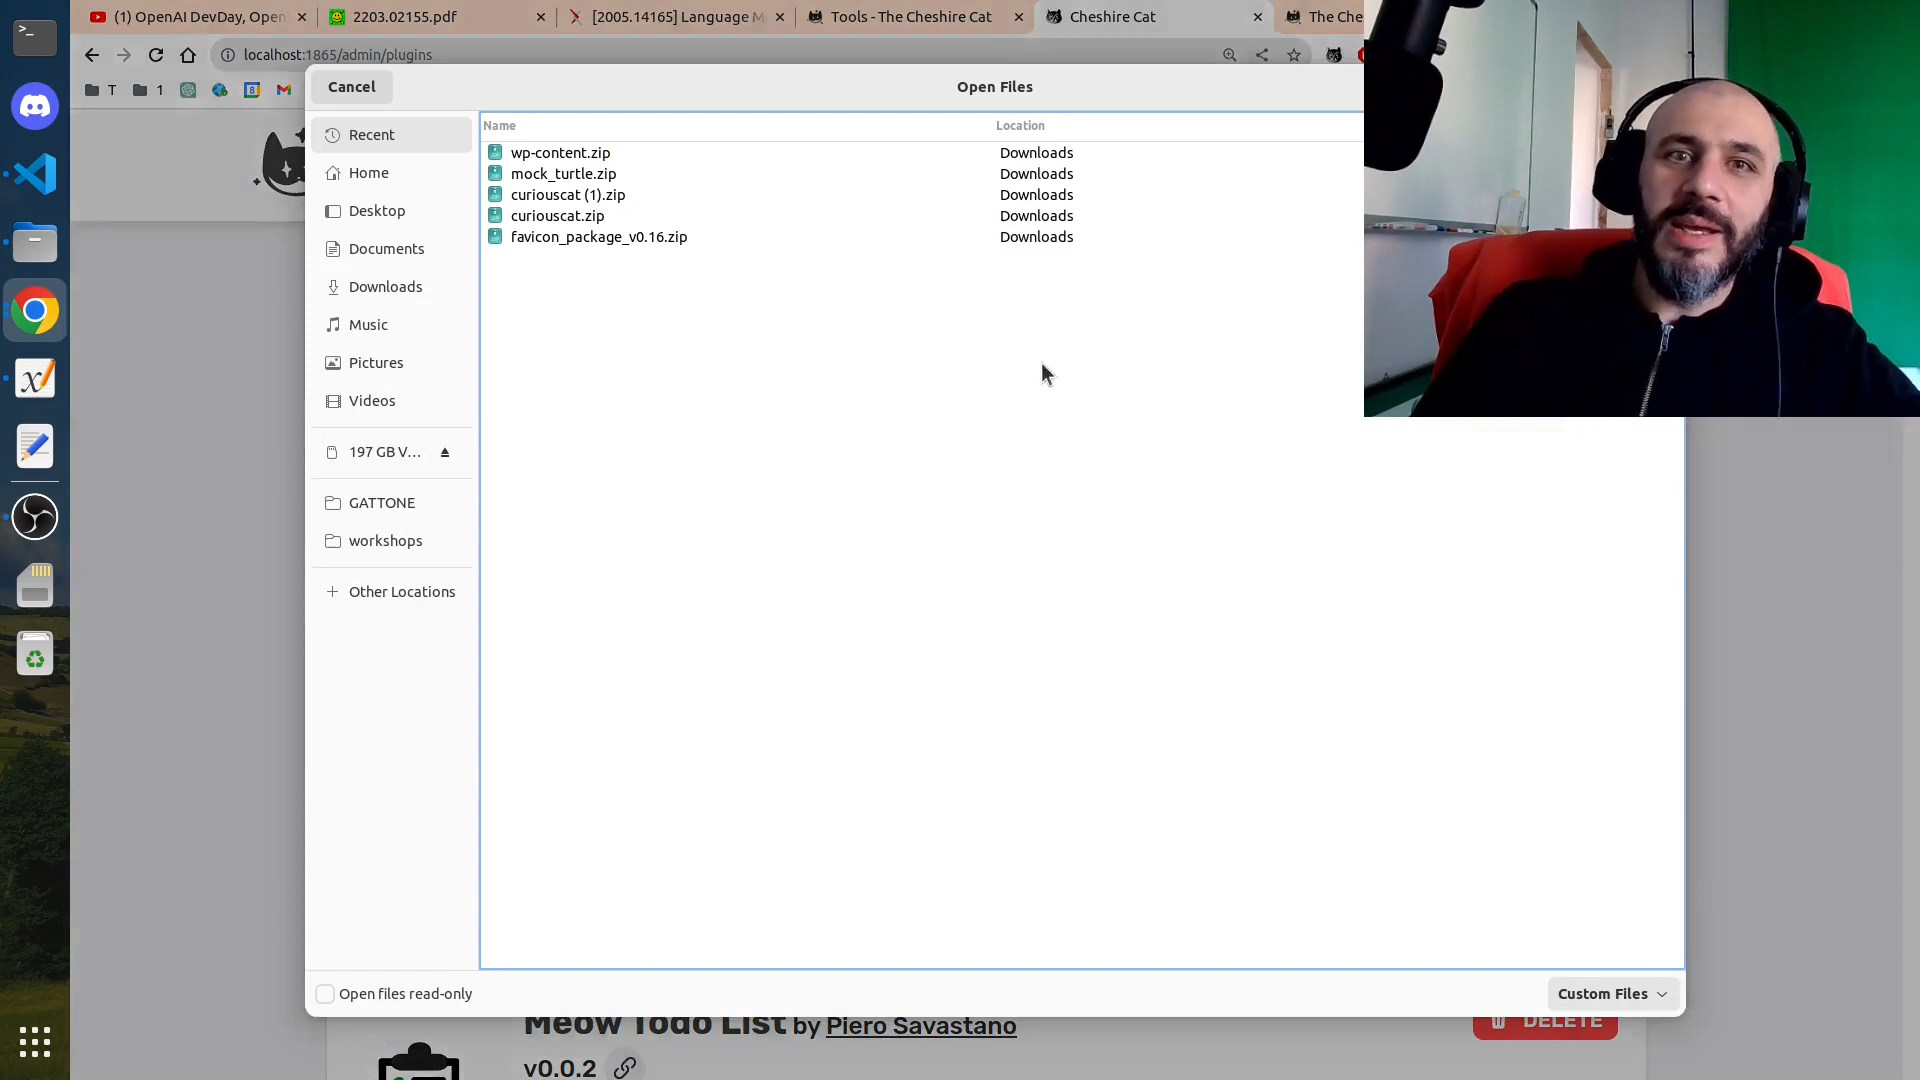 (1) OpenAI DevDay, Open
2203.02155.pdf
[2005.14165] Language M
Tools - The Cheshire Cat
Cheshire Cat
The Che
localhost:1865/admin/plugins
T
1
8
Cancel
Open Files
Name
Location
Recent
Home
Desktop
Documents
Downloads
Music
Pictures
Videos
197 GB V...
GATTONE
workshops
Other Locations
wp-content.zip Downloads
mock_turtle.zip Downloads
curiouscat (1).zip Downloads
curiouscat.zip Downloads
favicon_package_v0.16.zip Downloads
Open files read-only
Custom Files
Meow Todo List by Piero Savastano
DELETE
v0.0.2